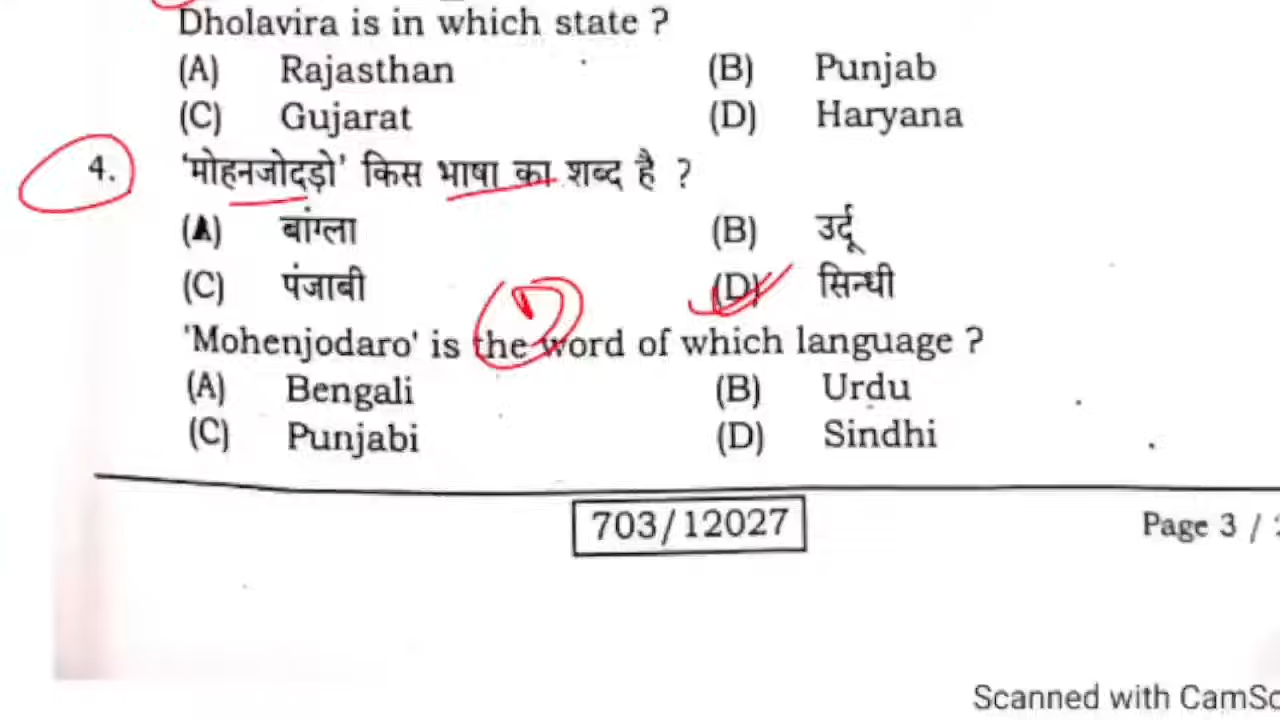 Dholavira is in which state ?
(A) Rajasthan (B) Punjab
(C) Gujarat (D) Haryana
4. 'मोहनजोदड़ो' किस भाषा का शब्द है ?
(A) बांग्ला (B) उर्दू
(C) पंजाबी (D) सिन्धी
'Mohenjodaro' is the word of which language ?
(A) Bengali (B) Urdu
(C) Punjabi (D) Sindhi
703/12027
Page 3 /
Scanned with